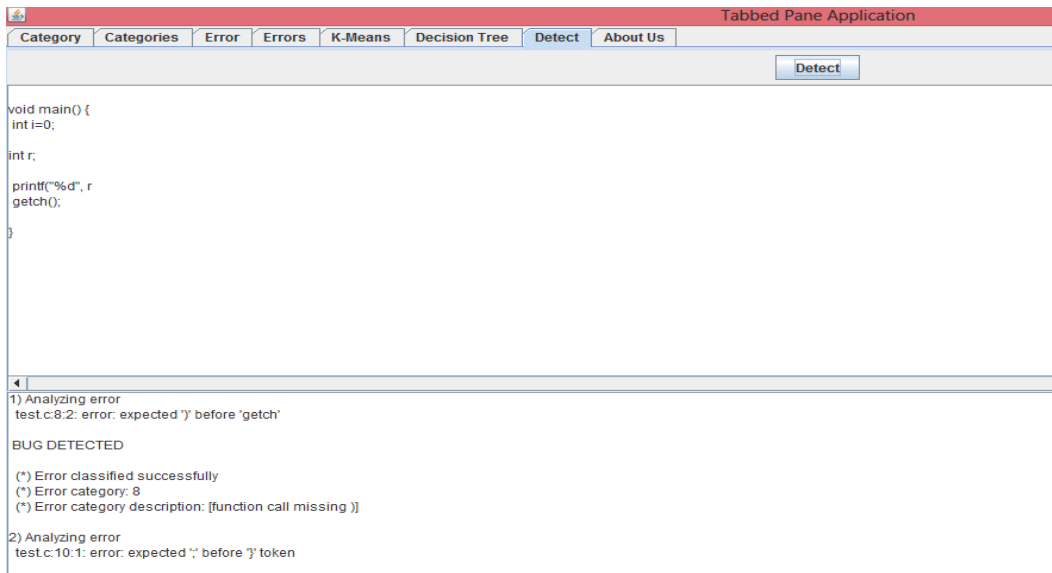 Tabbed Pane Application
Category Categories Error Errors K-Means Decision Tree Detect About Us
Detect
void main() {
int i=0;
int r;
printf("%d", r
getch();
}
1) Analyzing error
test.c:8:2: error: expected ')' before 'getch'
BUG DETECTED
(*) Error classified successfully
(*) Error category: 8
(*) Error category description: [function call missing )]
2) Analyzing error
test.c:10:1: error: expected ';' before '}' token